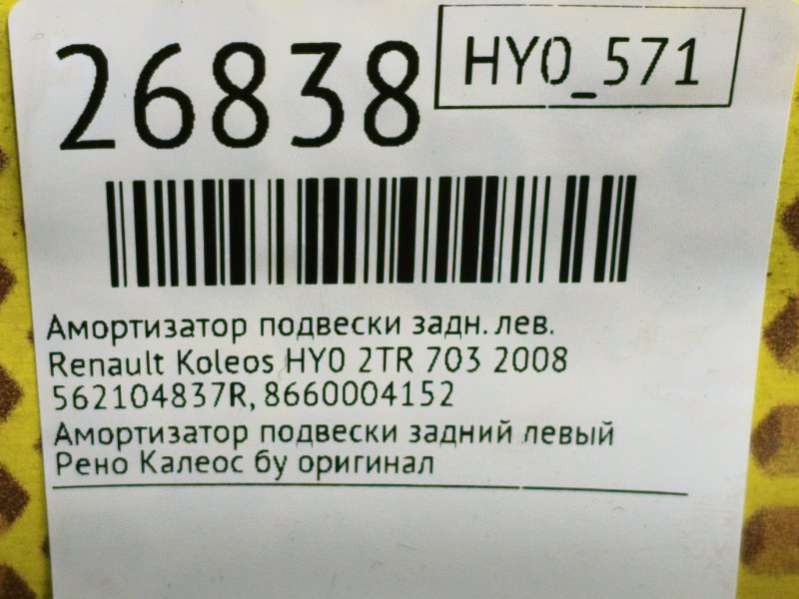 26838
HY0_571
Амортизатор подвески задн. лев.
Renault Koleos HY0 2TR 703 2008
562104837R, 8660004152
Амортизатор подвески задний левый
Рено Калеос бу оригинал